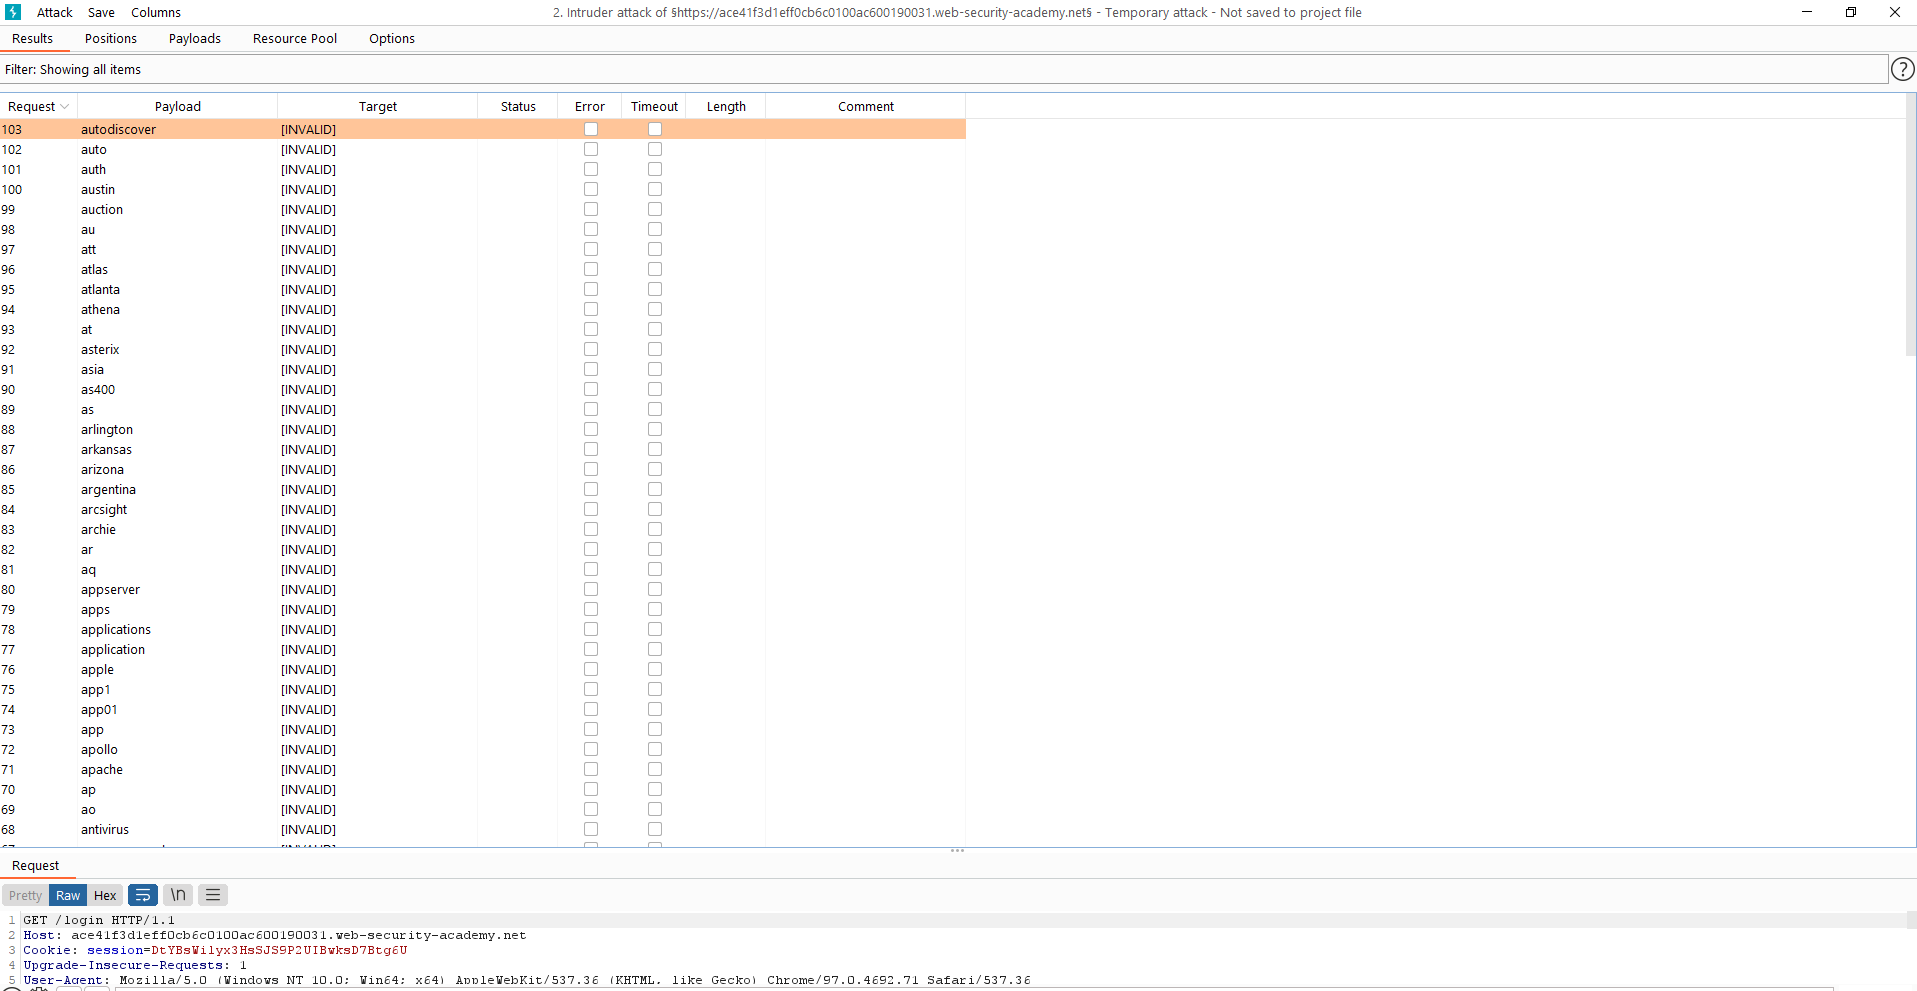 Attack Save Columns 2. Intruder attack of §https://ace41f3d1eff0cb6c0100ac600190031.web-security-academy.net§ - Temporary attack - Not saved to project file
Results Positions Payloads Resource Pool Options
Filter: Showing all items ?
Request Payload Target Status Error Timeout Length Comment
103 autodiscover [INVALID]
102 auto [INVALID]
101 auth [INVALID]
100 austin [INVALID]
99 auction [INVALID]
98 au [INVALID]
97 att [INVALID]
96 atlas [INVALID]
95 atlanta [INVALID]
94 athena [INVALID]
93 at [INVALID]
92 asterix [INVALID]
91 asia [INVALID]
90 as400 [INVALID]
89 as [INVALID]
88 arlington [INVALID]
87 arkansas [INVALID]
86 arizona [INVALID]
85 argentina [INVALID]
84 arcsight [INVALID]
83 archie [INVALID]
82 ar [INVALID]
81 aq [INVALID]
80 appserver [INVALID]
79 apps [INVALID]
78 applications [INVALID]
77 application [INVALID]
76 apple [INVALID]
75 app1 [INVALID]
74 app01 [INVALID]
73 app [INVALID]
72 apollo [INVALID]
71 apache [INVALID]
70 ap [INVALID]
69 ao [INVALID]
68 antivirus [INVALID]
Request
Pretty Raw Hex \n
1 GET /login HTTP/1.1
2 Host: ace41f3d1eff0cb6c0100ac600190031.web-security-academy.net
3 Cookie: session=DtYBsWilyx3HsSJS9P2UIBwksD7Btg6U
4 Upgrade-Insecure-Requests: 1
5 User-Agent: Mozilla/5.0 (Windows NT 10.0; Win64; x64) AppleWebKit/537.36 (KHTML, like Gecko) Chrome/97.0.4692.71 Safari/537.36